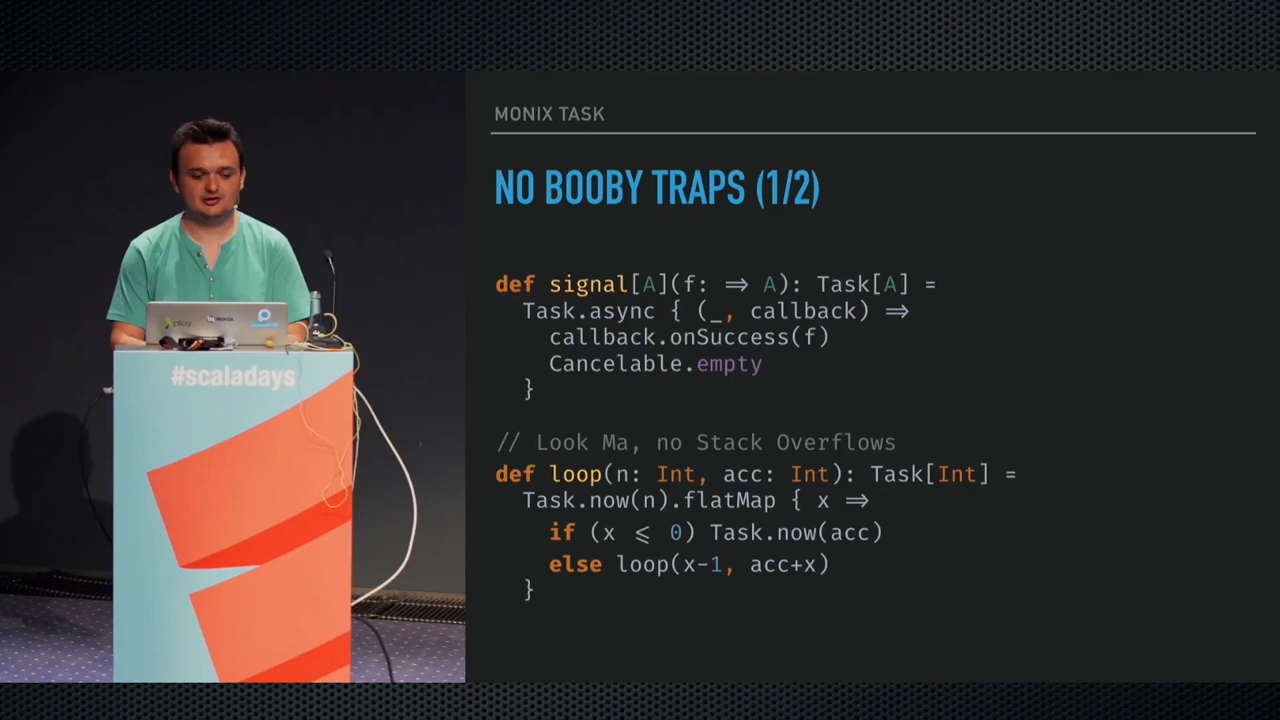 MONIX TASK
NO BOOBY TRAPS (1/2)
def signal[A](f: ⇒ A): Task[A] =
Task.async { (_, callback) ⇒
callback.onSuccess(f)
Cancelable.empty
}
// Look Ma, no Stack Overflows
def loop(n: Int, acc: Int): Task[Int] =
Task.now(n).flatMap { x ⇒
if (x ⩽ 0) Task.now(acc)
else loop(x-1, acc+x)
}
play
#scaladays